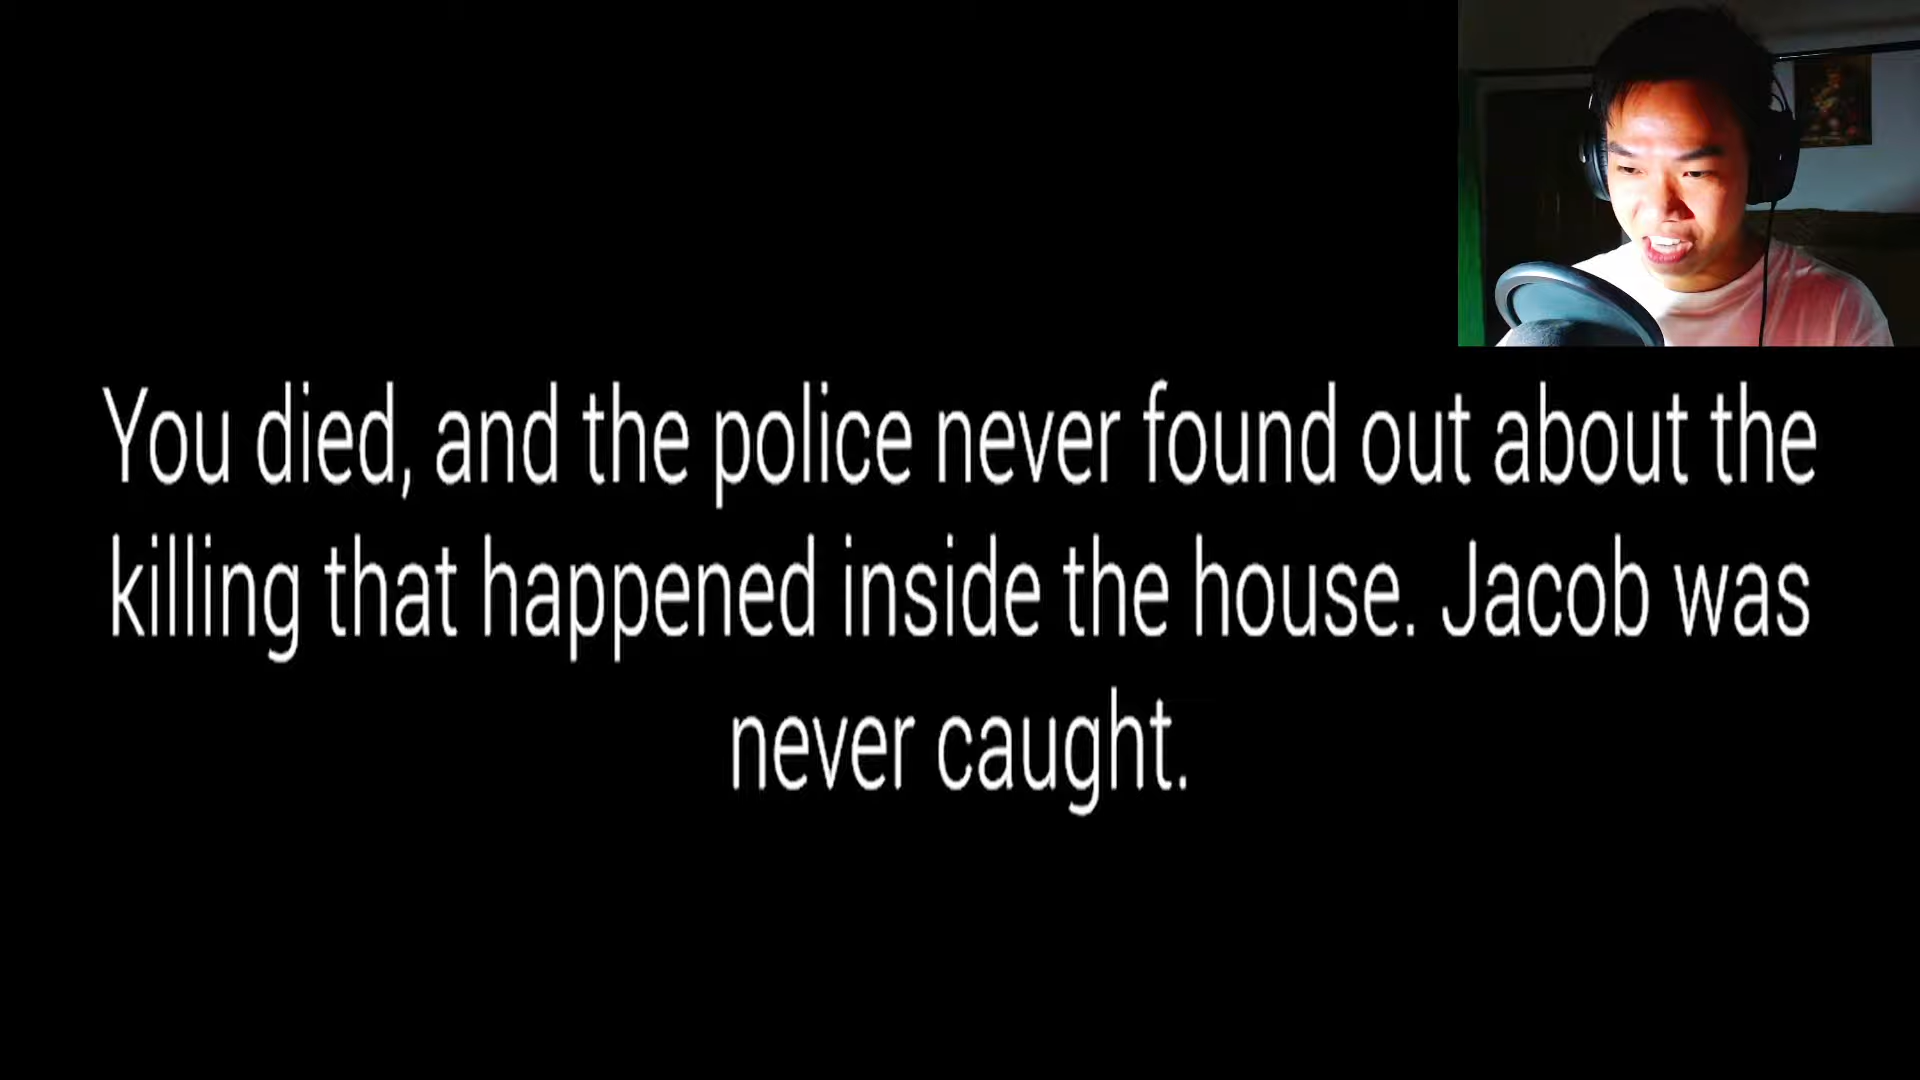 You died, and the police never found out about the
killing that happened inside the house. Jacob was
never caught.